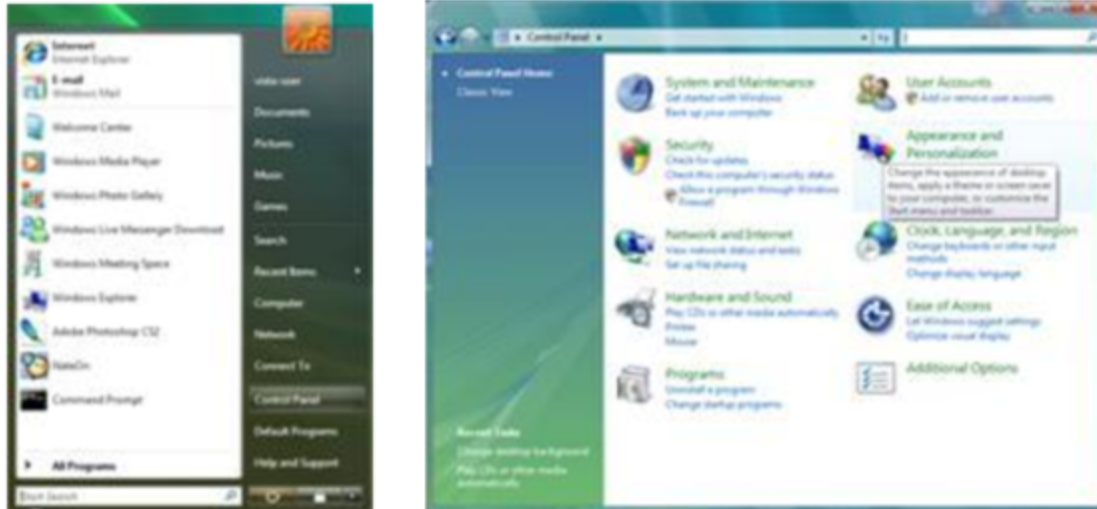 Internet
Internet Explorer
E-mail
Windows Mail
Welcome Center
Windows Media Player
Windows Photo Gallery
Windows Live Messenger Download
Windows Meeting Space
Windows Explorer
Adobe Photoshop CS2
NateOn
Command Prompt
All Programs
Start Search
vista user
Documents
Pictures
Music
Games
Search
Recent Items
Computer
Network
Connect To
Control Panel
Default Programs
Help and Support
Control Panel
Control Panel Home
Classic View
Recent Tasks
Change desktop background
Play CDs or other media
automatically
System and Maintenance
Get started with Windows
Back up your computer
Security
Check for updates
Check this computer's security status
Allow a program through Windows
Firewall
Network and Internet
View network status and tasks
Set up file sharing
Hardware and Sound
Play CDs or other media automatically
Printer
Mouse
Programs
Uninstall a program
Change startup programs
User Accounts
Add or remove user accounts
Appearance and
Personalization
Change the appearance of desktop
items, apply a theme or screen saver
to your computer, or customize the
Start menu and taskbar.
Clock, Language, and Region
Change keyboards or other input
methods
Change display language
Ease of Access
Let Windows suggest settings
Optimize visual display
Additional Options